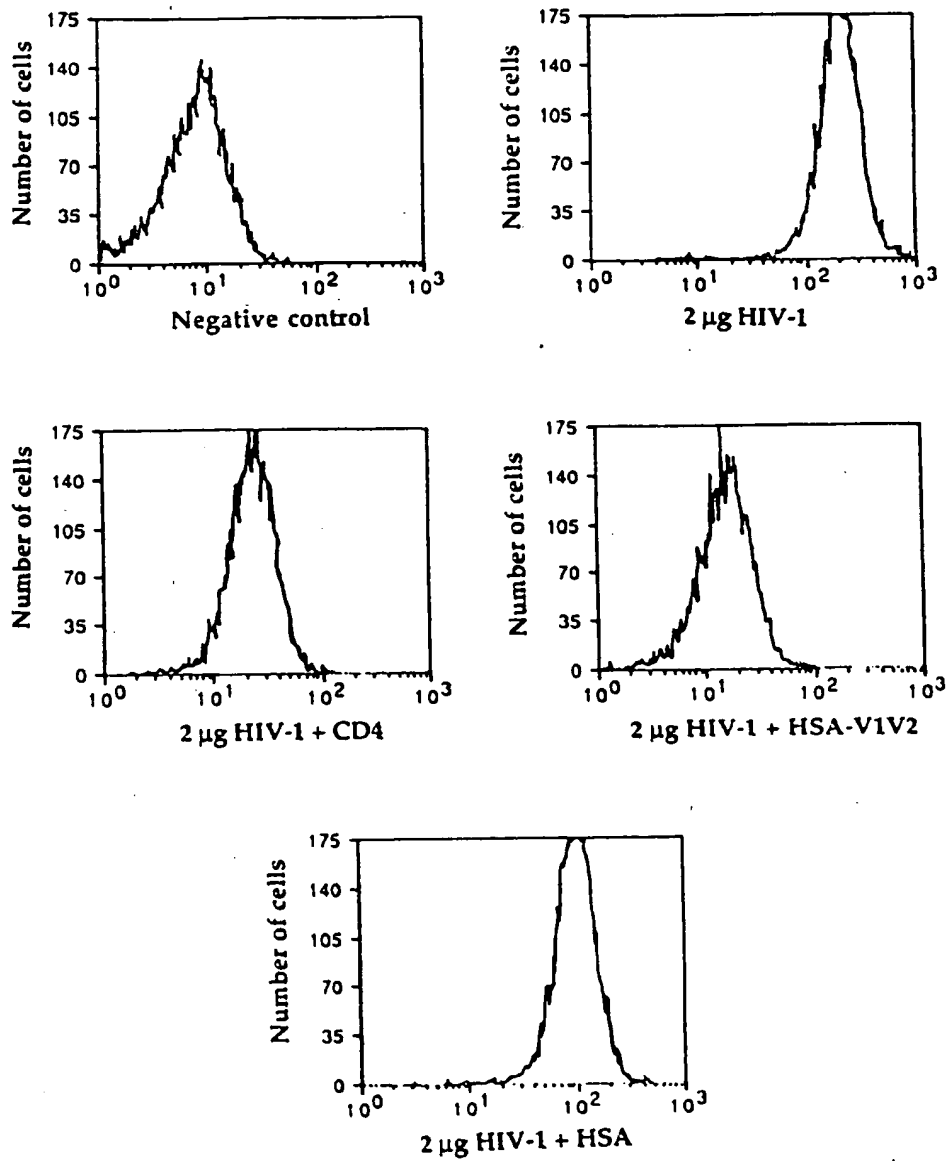 175
140
105
70
35
0
Number of cells
10⁰ 10¹ 10² 10³
Negative control
175
140
105
70
35
0
Number of cells
10⁰ 10¹ 10² 10³
2 μg HIV-1
175
140
105
70
35
0
Number of cells
10⁰ 10¹ 10² 10³
2 μg HIV-1 + CD4
175
140
105
70
35
0
Number of cells
10⁰ 10¹ 10² 10³
2 μg HIV-1 + HSA-V1V2
175
140
105
70
35
0
Number of cells
10⁰ 10¹ 10² 10³
2 μg HIV-1 + HSA